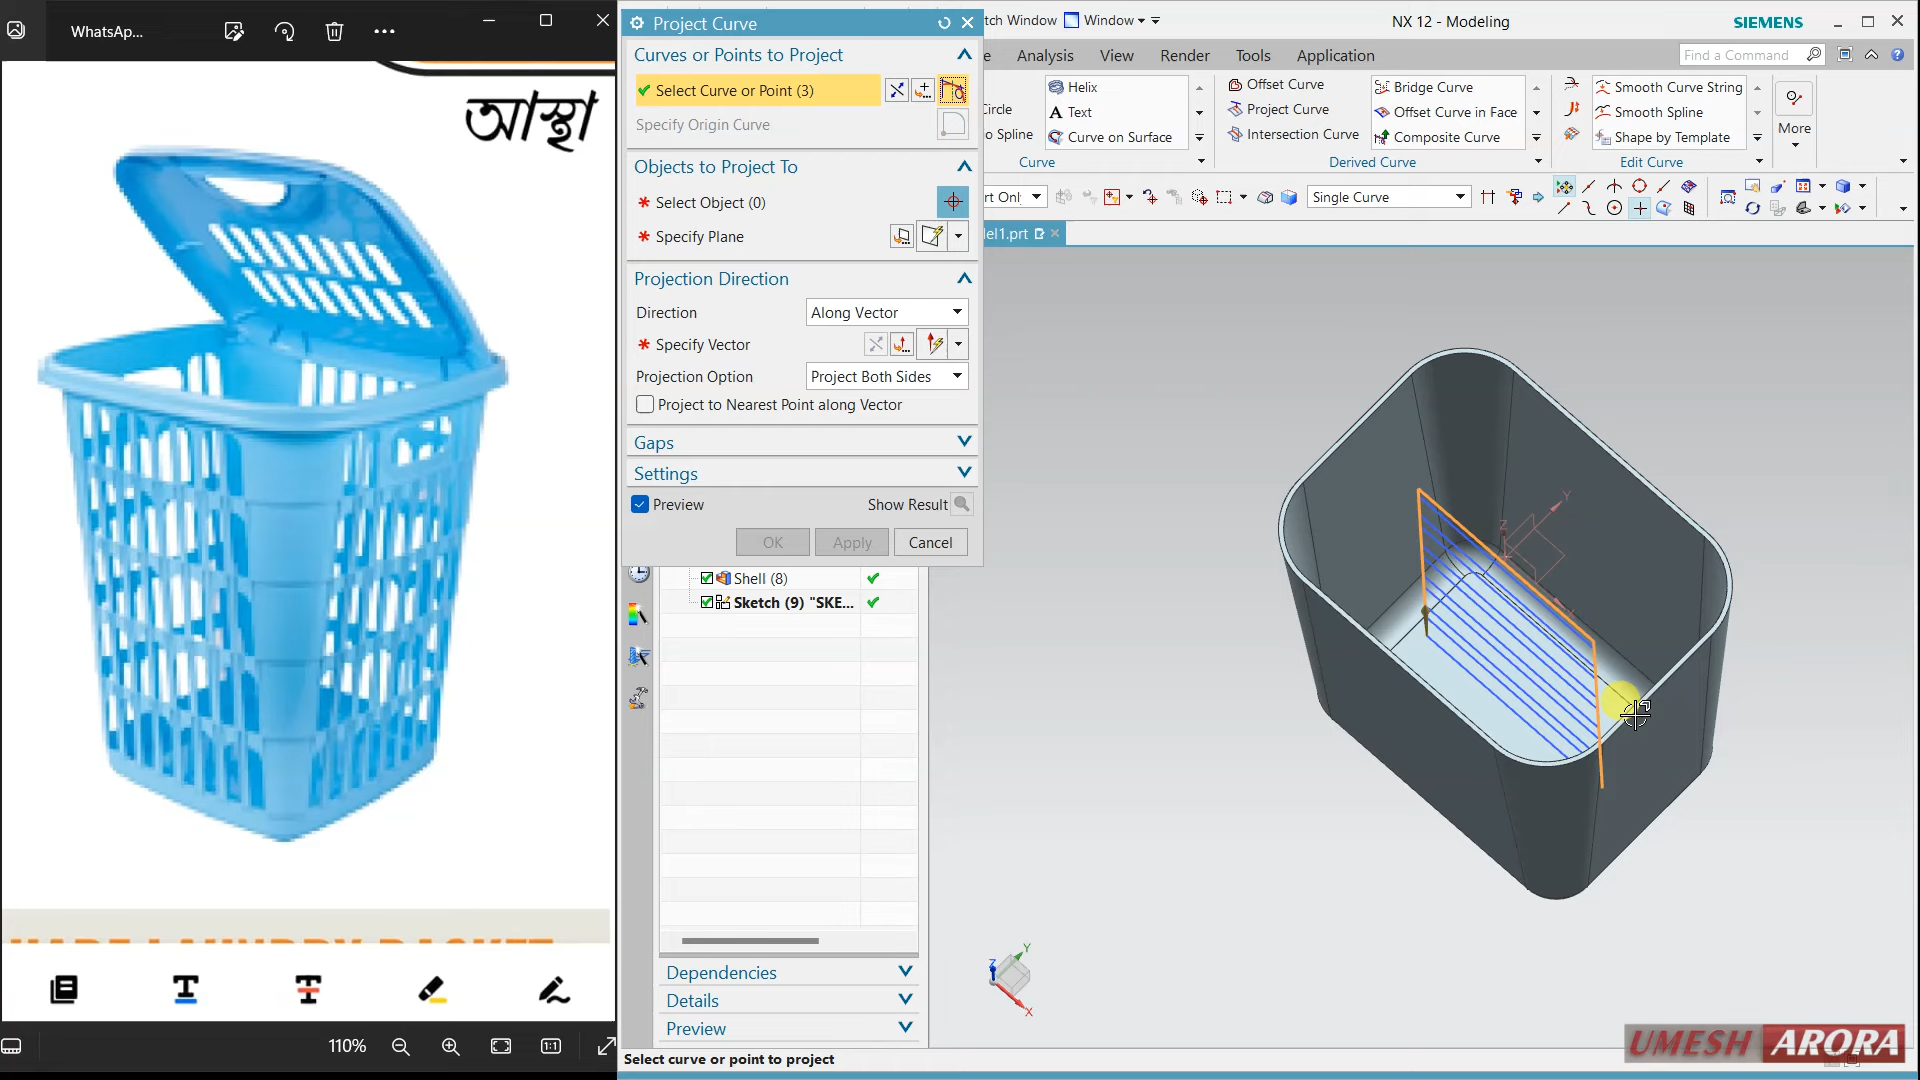 WhatsAp...
আস্থা
110%
Project Curve
Curves or Points to Project
Select Curve or Point (3)
Specify Origin Curve
Objects to Project To
Select Object (0)
Specify Plane
Projection Direction
Direction
Along Vector
Specify Vector
Projection Option
Project Both Sides
Project to Nearest Point along Vector
Gaps
Settings
Preview
Show Result
OK
Apply
Cancel
Shell (8)
Sketch (9) "SKE...
Dependencies
Details
Preview
Select curve or point to project
tch Window
Window
NX 12 - Modeling
SIEMENS
Analysis
View
Render
Tools
Application
Find a Command
Helix
Text
Curve on Surface
Curve
Offset Curve
Project Curve
Intersection Curve
Bridge Curve
Offset Curve in Face
Composite Curve
Derived Curve
Smooth Curve String
Smooth Spline
Shape by Template
Edit Curve
More
Single Curve
Y
Z
Z
Y
X
UMESH ARORA